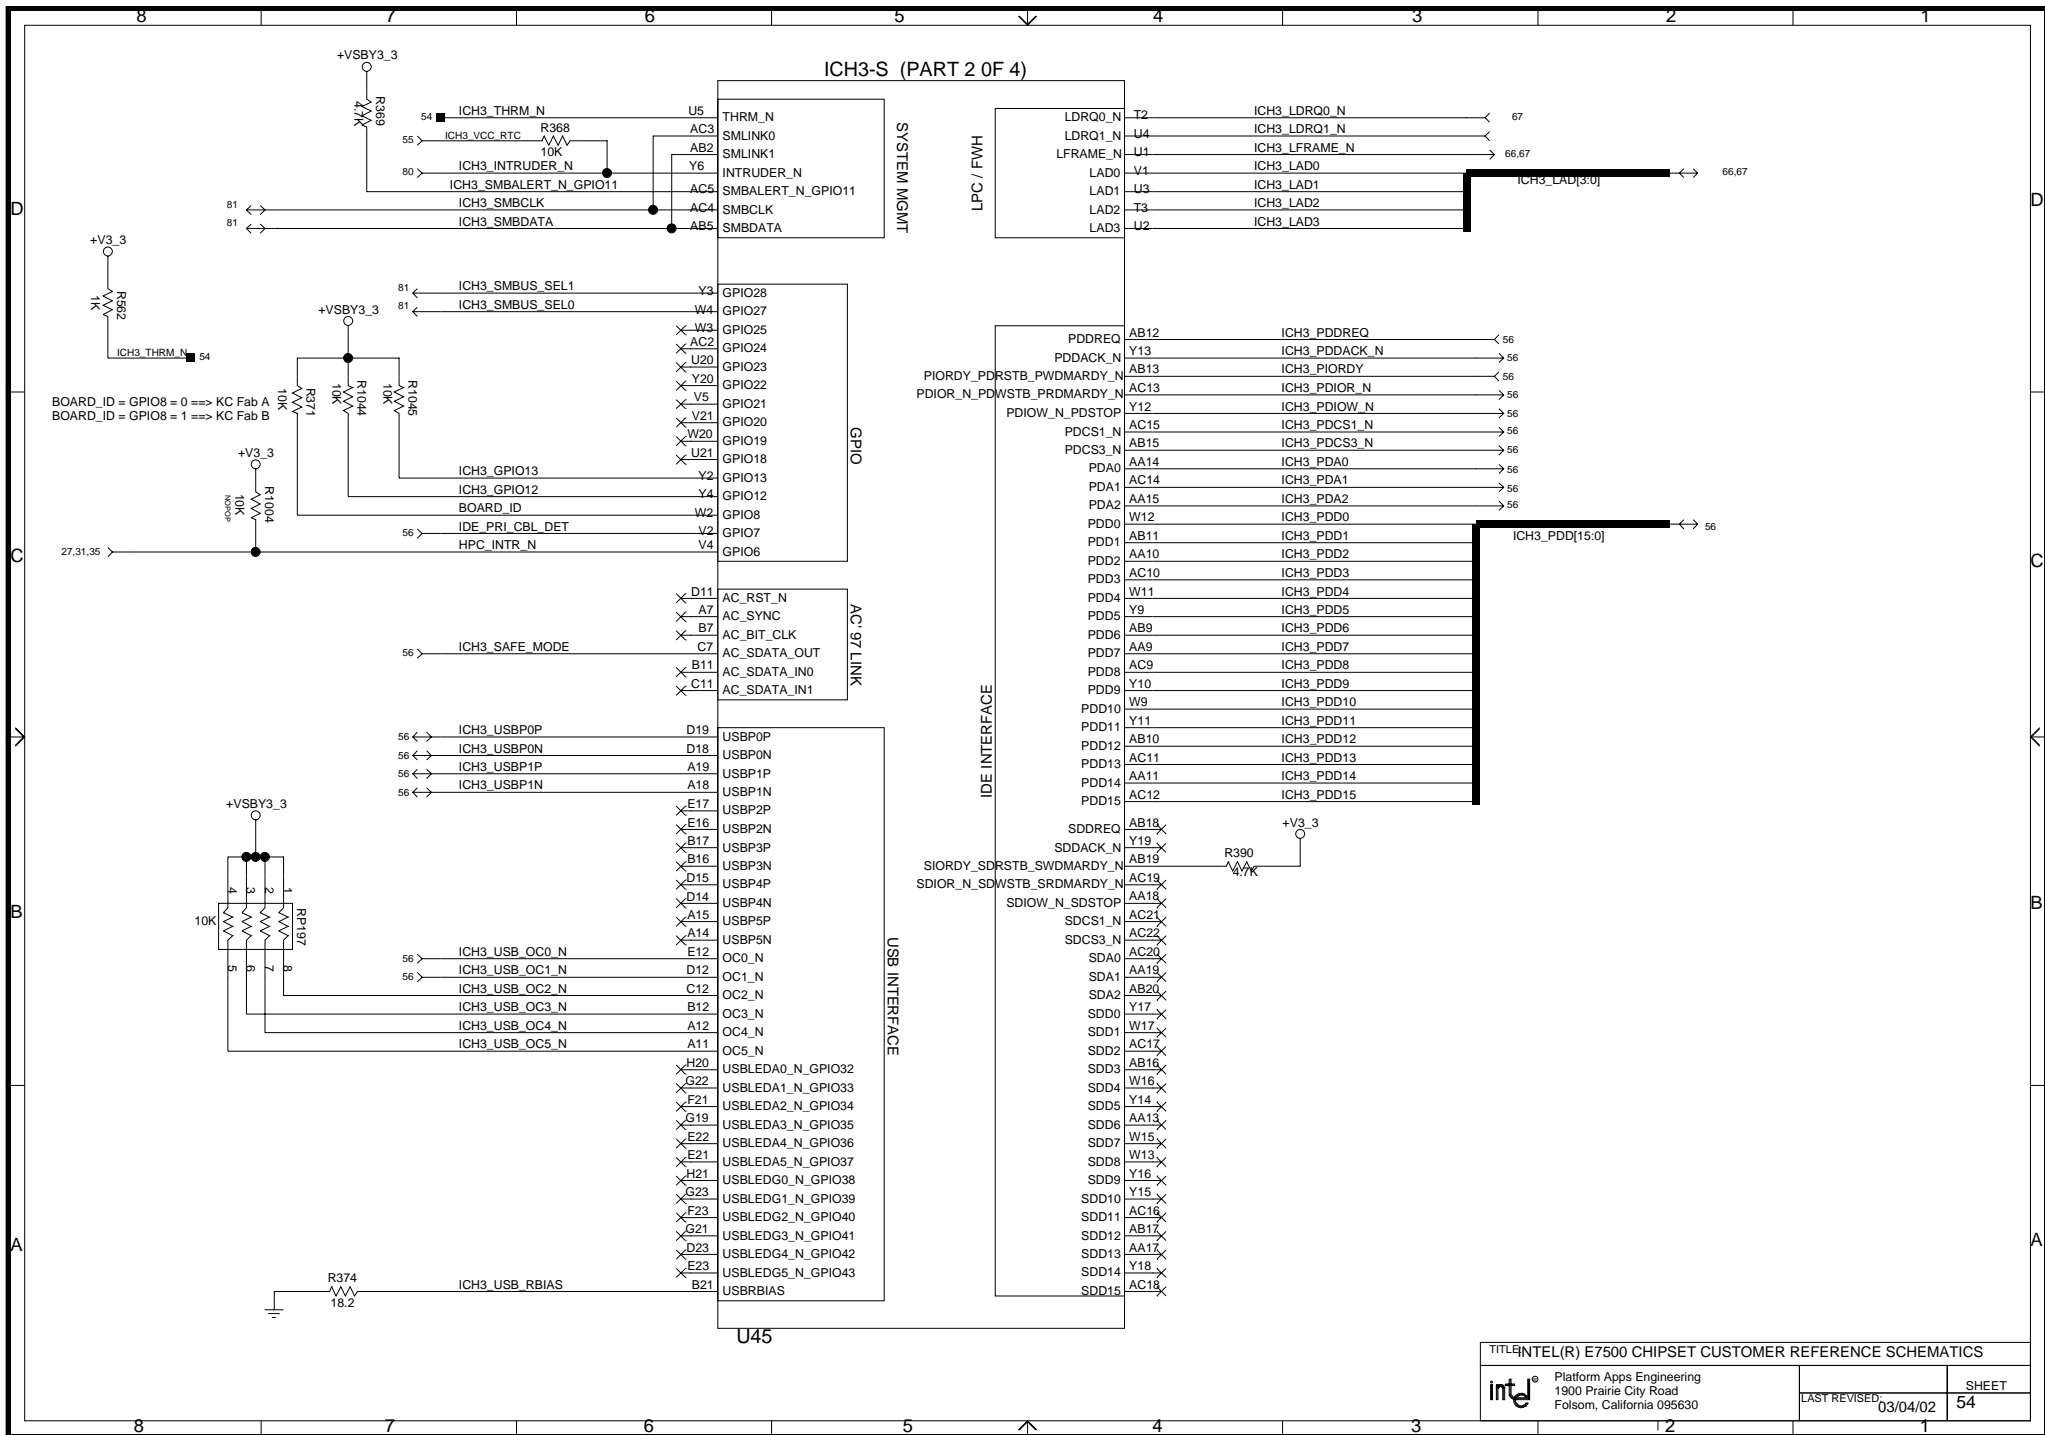 8 7 6 5 4 3 2 1
ICH3-S (PART 2 0F 4)
+VSBY3_3
R369
4.7K
54
ICH3_THRM_N
U5
THRM_N
AC3
SMLINK0
55
ICH3_VCC_RTC
R368
10K
AB2
SMLINK1
80
ICH3_INTRUDER_N
Y6
INTRUDER_N
ICH3_SMBALERT_N_GPIO11
AC5
SMBALERT_N_GPIO11
81
ICH3_SMBCLK
AC4
SMBCLK
81
ICH3_SMBDATA
AB5
SMBDATA
SYSTEM MGMT
LPC / FWH
LDRQ0_N T2 ICH3_LDRQ0_N 67
LDRQ1_N U4 ICH3_LDRQ1_N
LFRAME_N U1 ICH3_LFRAME_N 66,67
LAD0 V1 ICH3_LAD0
LAD1 U3 ICH3_LAD1
LAD2 T3 ICH3_LAD2
LAD3 U2 ICH3_LAD3
ICH3_LAD[3:0]
66,67
D
D
+V3_3
R562
1K
ICH3_THRM_N 54
BOARD_ID = GPIO8 = 0 ==> KC Fab A
BOARD_ID = GPIO8 = 1 ==> KC Fab B
+V3_3
R1004
10K
NOPOP
27,31,35
+VSBY3_3
R371
10K
R1044
10K
R1045
10K
81 ICH3_SMBUS_SEL1 Y3 GPIO28
81 ICH3_SMBUS_SEL0 W4 GPIO27
W3 GPIO25
AC2 GPIO24
U20 GPIO23
Y20 GPIO22
V5 GPIO21
V21 GPIO20
W20 GPIO19
U21 GPIO18
ICH3_GPIO13 Y2 GPIO13
ICH3_GPIO12 Y4 GPIO12
BOARD_ID W2 GPIO8
56 IDE_PRI_CBL_DET V2 GPIO7
HPC_INTR_N V4 GPIO6
GPIO
C
C
D11 AC_RST_N
A7 AC_SYNC
B7 AC_BIT_CLK
56 ICH3_SAFE_MODE C7 AC_SDATA_OUT
B11 AC_SDATA_IN0
C11 AC_SDATA_IN1
AC' 97 LINK
56 ICH3_USBP0P D19 USBP0P
56 ICH3_USBP0N D18 USBP0N
56 ICH3_USBP1P A19 USBP1P
56 ICH3_USBP1N A18 USBP1N
E17 USBP2P
E16 USBP2N
B17 USBP3P
B16 USBP3N
D15 USBP4P
D14 USBP4N
A15 USBP5P
A14 USBP5N
56 ICH3_USB_OC0_N E12 OC0_N
56 ICH3_USB_OC1_N D12 OC1_N
ICH3_USB_OC2_N C12 OC2_N
ICH3_USB_OC3_N B12 OC3_N
ICH3_USB_OC4_N A12 OC4_N
ICH3_USB_OC5_N A11 OC5_N
H20 USBLEDA0_N_GPIO32
G22 USBLEDA1_N_GPIO33
F21 USBLEDA2_N_GPIO34
G19 USBLEDA3_N_GPIO35
E22 USBLEDA4_N_GPIO36
E21 USBLEDA5_N_GPIO37
H21 USBLEDG0_N_GPIO38
G23 USBLEDG1_N_GPIO39
F23 USBLEDG2_N_GPIO40
G21 USBLEDG3_N_GPIO41
D23 USBLEDG4_N_GPIO42
E23 USBLEDG5_N_GPIO43
ICH3_USB_RBIAS B21 USBRBIAS
R374
18.2
USB INTERFACE
+VSBY3_3
4 3 2 1
10K
RP197
5 6 7 8
B
B
PDDREQ AB12 ICH3_PDDREQ 56
PDDACK_N Y13 ICH3_PDDACK_N 56
PIORDY_PDRSTB_PWDMARDY_N AB13 ICH3_PIORDY 56
PDIOR_N_PDWSTB_PRDMARDY_N AC13 ICH3_PDIOR_N 56
PDIOW_N_PDSTOP Y12 ICH3_PDIOW_N 56
PDCS1_N AC15 ICH3_PDCS1_N 56
PDCS3_N AB15 ICH3_PDCS3_N 56
PDA0 AA14 ICH3_PDA0 56
PDA1 AC14 ICH3_PDA1 56
PDA2 AA15 ICH3_PDA2 56
PDD0 W12 ICH3_PDD0
PDD1 AB11 ICH3_PDD1
PDD2 AA10 ICH3_PDD2
PDD3 AC10 ICH3_PDD3
PDD4 W11 ICH3_PDD4
PDD5 Y9 ICH3_PDD5
PDD6 AB9 ICH3_PDD6
PDD7 AA9 ICH3_PDD7
PDD8 AC9 ICH3_PDD8
PDD9 Y10 ICH3_PDD9
PDD10 W9 ICH3_PDD10
PDD11 Y11 ICH3_PDD11
PDD12 AB10 ICH3_PDD12
PDD13 AC11 ICH3_PDD13
PDD14 AA11 ICH3_PDD14
PDD15 AC12 ICH3_PDD15
ICH3_PDD[15:0]
56
IDE INTERFACE
SDDREQ AB18
SDDACK_N Y19
SIORDY_SDRSTB_SWDMARDY_N AB19
R390
4.7K
+V3_3
SDIOR_N_SDWSTB_SRDMARDY_N AC19
SDIOW_N_SDSTOP AA18
SDCS1_N AC21
SDCS3_N AC22
SDA0 AC20
SDA1 AA19
SDA2 AB20
SDD0 Y17
SDD1 W17
SDD2 AC17
SDD3 AB16
SDD4 W16
SDD5 Y14
SDD6 AA13
SDD7 W15
SDD8 W13
SDD9 Y16
SDD10 Y15
SDD11 AC16
SDD12 AB17
SDD13 AA17
SDD14 Y18
SDD15 AC18
A
A
U45
TITLE INTEL(R) E7500 CHIPSET CUSTOMER REFERENCE SCHEMATICS
intel®
Platform Apps Engineering
1900 Prairie City Road
Folsom, California 095630
LAST REVISED: 03/04/02
SHEET
54
8 7 6 5 4 3 2 1